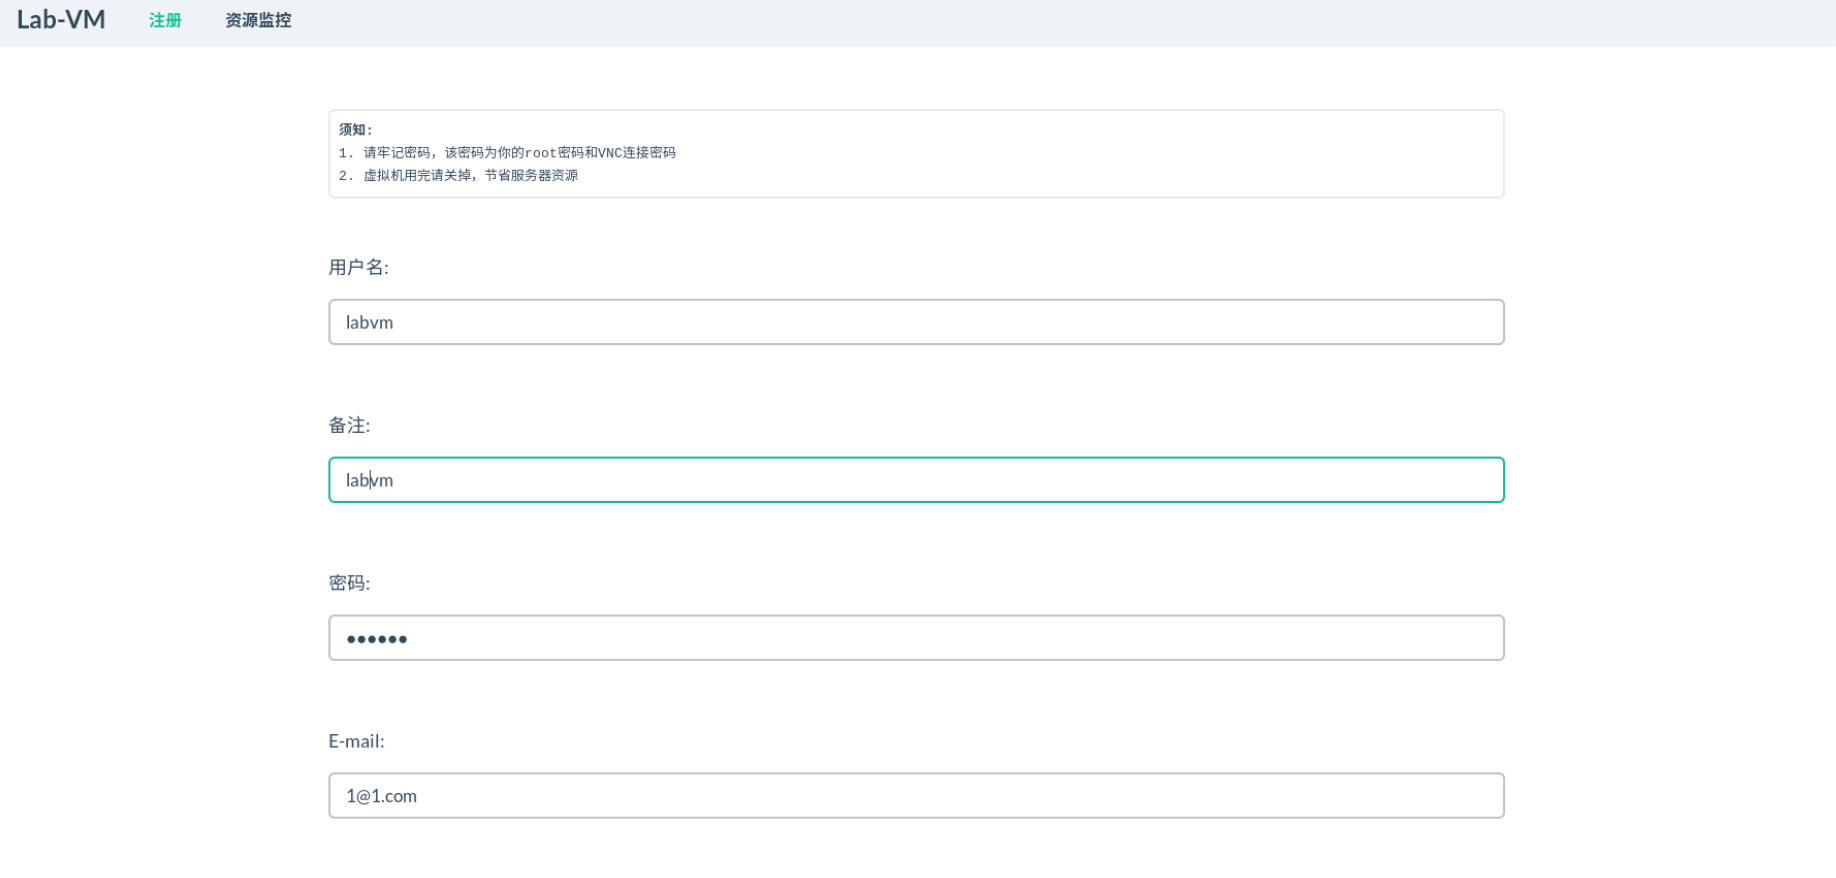 Lab-VM 注册 资源监控
须知:
1. 请牢记密码，该密码为你的root密码和VNC连接密码
2. 虚拟机用完请关掉，节省服务器资源
用户名:
labvm
备注:
labvm
密码:
••••••
E-mail:
1@1.com